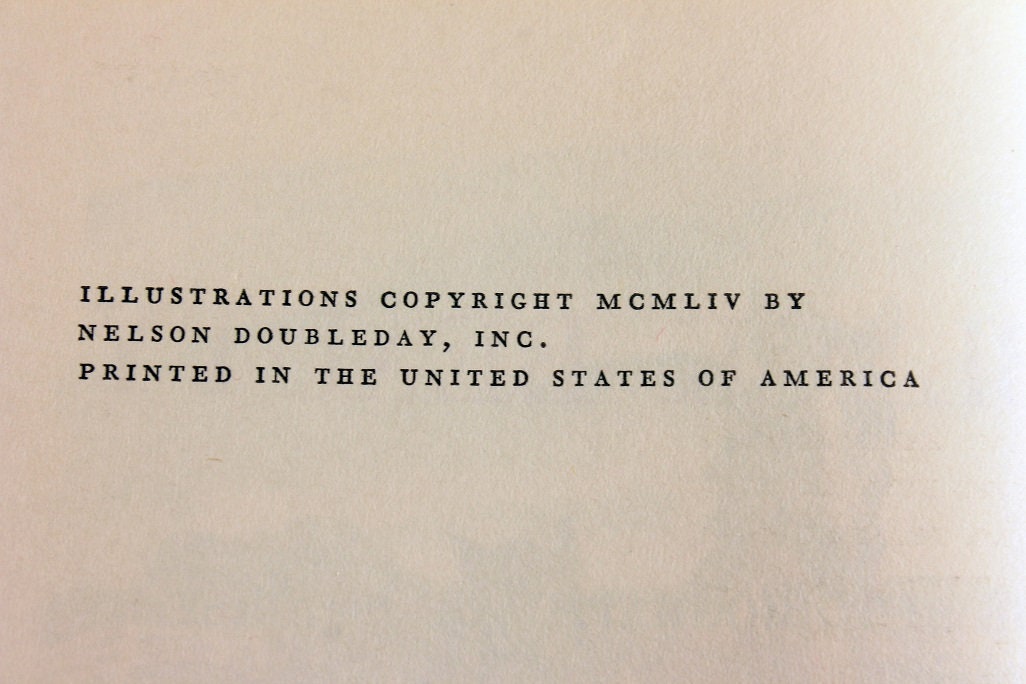 ILLUSTRATIONS COPYRIGHT MCMLIV BY
NELSON DOUBLEDAY, INC.
PRINTED IN THE UNITED STATES OF AMERICA